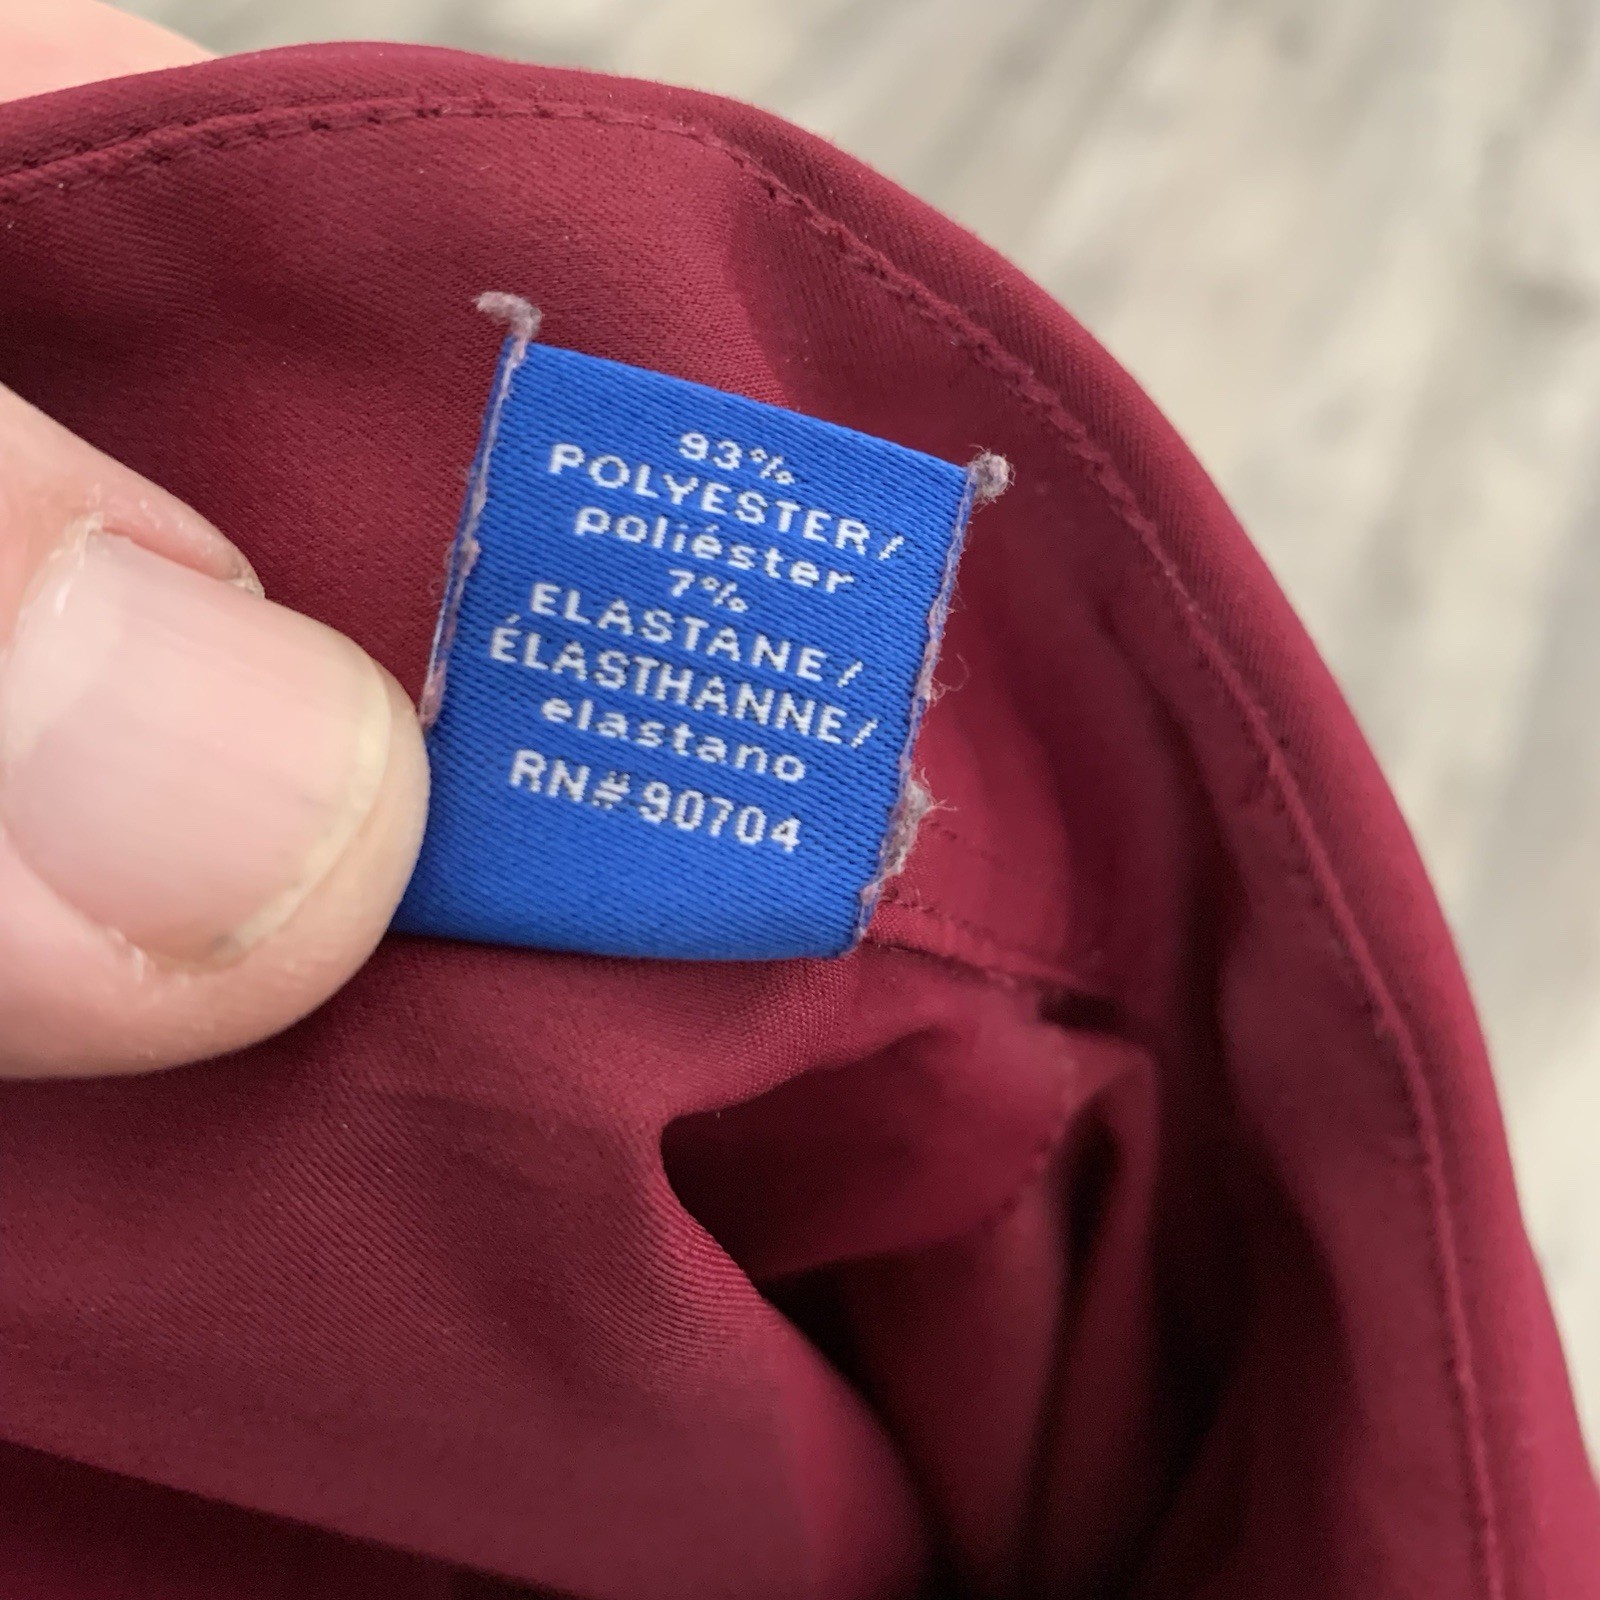 93%
POLYESTER/
poliéster
7%
ELASTANE/
ÉLASTHANNE/
elastano
RN#90704